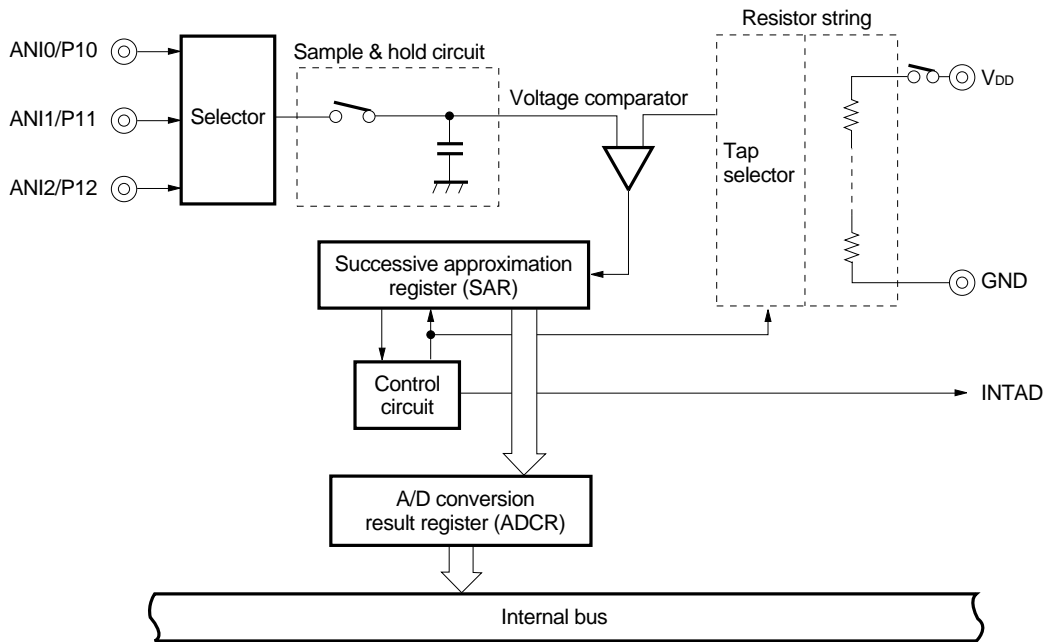 Resistor string
ANI0/P10
Sample & hold circuit
VDD
Voltage comparator
ANI1/P11
Selector
Tap
selector
ANI2/P12
Successive approximation
register (SAR)
GND
Control
circuit
INTAD
A/D conversion
result register (ADCR)
Internal bus